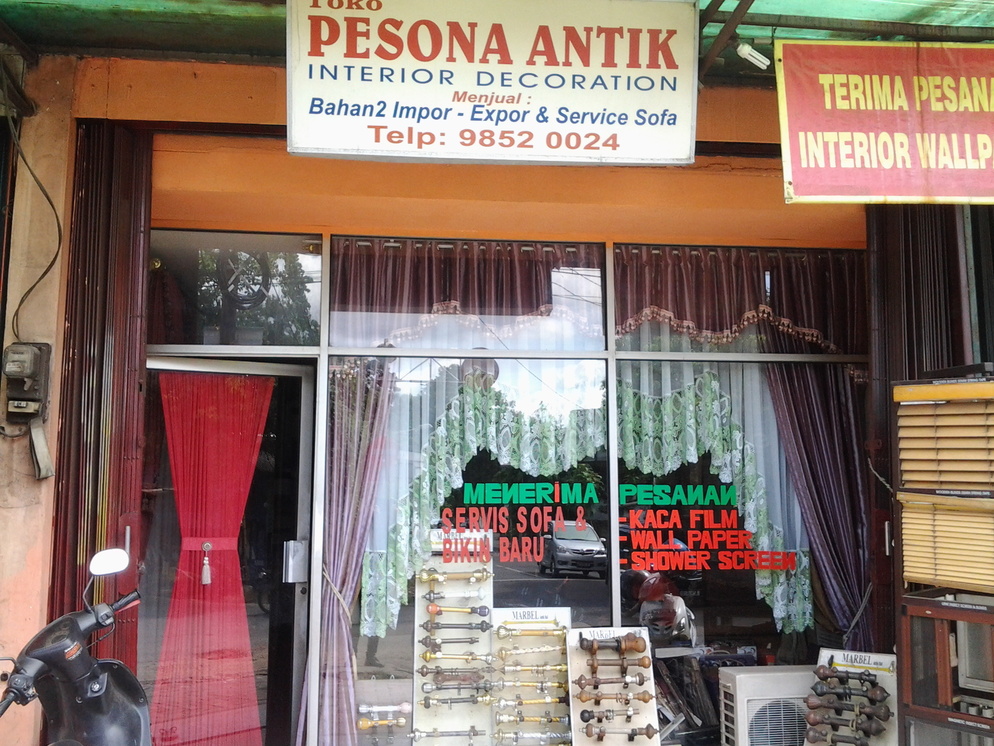 Toko
PESONA ANTIK
INTERIOR DECORATION
Menjual :
Bahan2 Impor - Expor & Service Sofa
Telp: 9852 0024
TERIMA PESANA
INTERIOR WALLP
MENERIMA PESANAN
SERVIS SOFA &
BIKIN BARU
-KACA FILM
-WALL PAPER
-SHOWER SCREEN
MARBEL
MARBEL
MARBEL